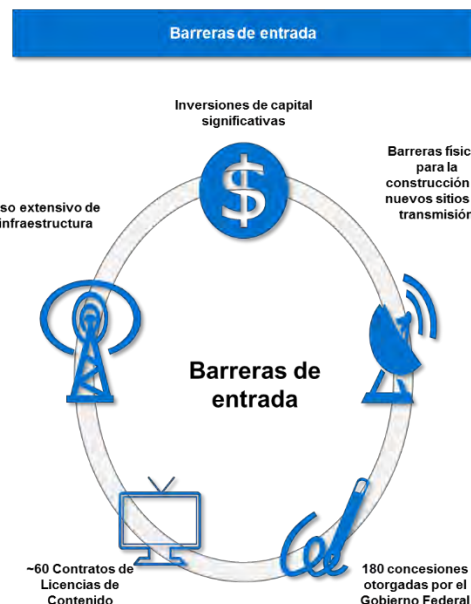 Barreras de entrada
Inversiones de capital
significativas
Barreras físic
para la
construcción
nuevos sitios
transmisión
so extensivo de
infraestructura
Barreras de
entrada
~60 Contratos de
Licencias de
Contenido
180 concesiones
otorgadas por el
Gobierno Federal